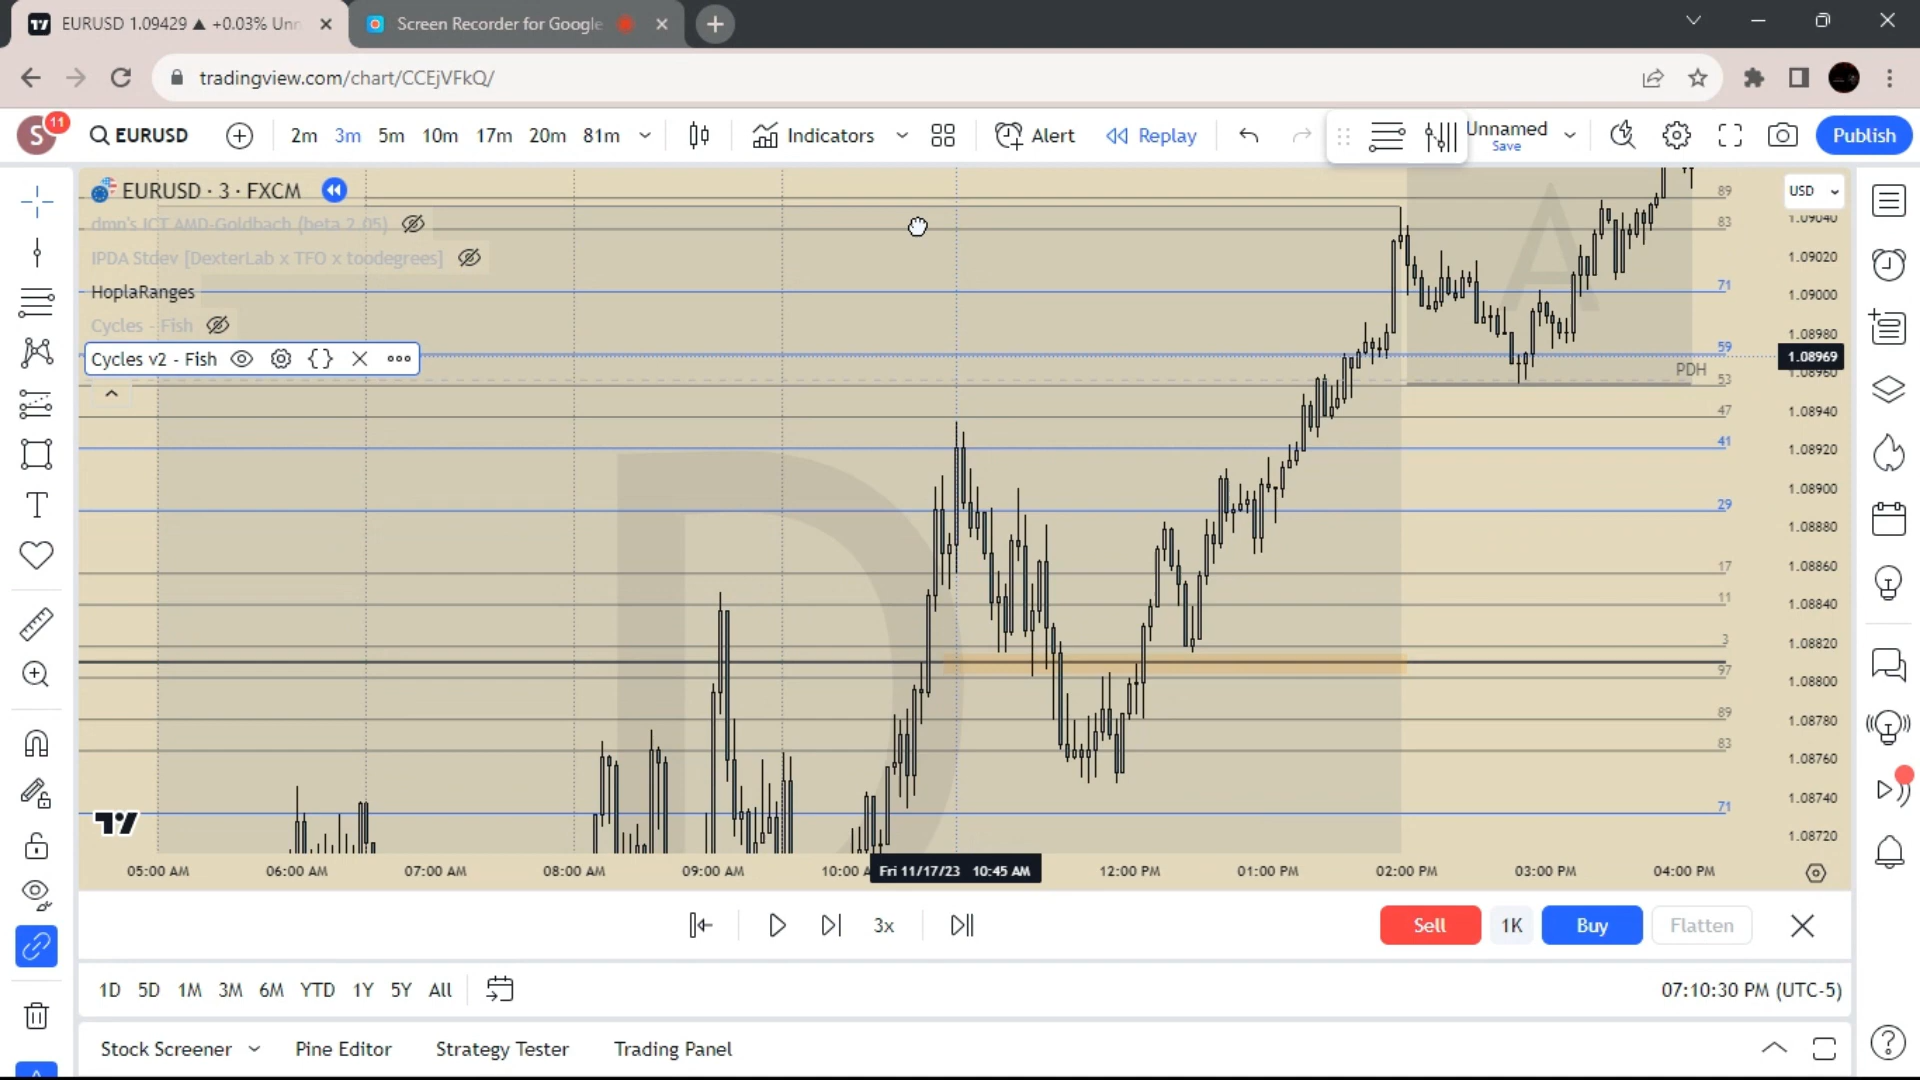 EURUSD 1.09429 ▲ +0.03% Unn
Screen Recorder for Google
tradingview.com/chart/CCEjVFkQ/
S
11
EURUSD
2m 3m 5m 10m 17m 20m 81m
Indicators
Alert
Replay
Unnamed
Save
Publish
EURUSD · 3 · FXCM
dmn's ICT AMD-Goldbach (beta 2.05)
IPDA Stdev [DexterLab x TFO x toodegrees]
HoplaRanges
Cycles - Fish
Cycles v2 - Fish
D
A
PDH
89
83
71
59
53
47
41
29
17
11
3
97
89
83
71
USD
1.09040
1.09020
1.09000
1.08980
1.08969
1.08960
1.08940
1.08920
1.08900
1.08880
1.08860
1.08840
1.08820
1.08800
1.08780
1.08760
1.08740
1.08720
05:00 AM 06:00 AM 07:00 AM 08:00 AM 09:00 AM 10:00 A Fri 11/17/23 10:45 AM 12:00 PM 01:00 PM 02:00 PM 03:00 PM 04:00 PM
3x
Sell 1K Buy Flatten
1D 5D 1M 3M 6M YTD 1Y 5Y All
07:10:30 PM (UTC-5)
Stock Screener Pine Editor Strategy Tester Trading Panel